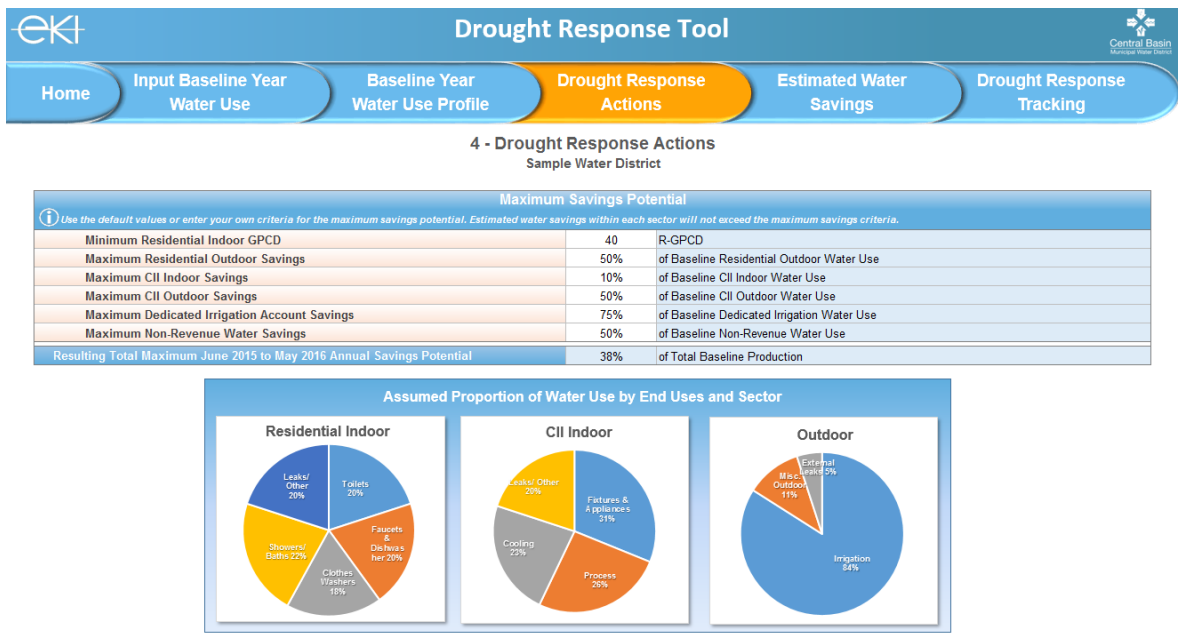 eKI
Drought Response Tool
Central Basin
Municipal Water District
Home
Input Baseline Year
Water Use
Baseline Year
Water Use Profile
Drought Response
Actions
Estimated Water
Savings
Drought Response
Tracking
4 - Drought Response Actions
Sample Water District
Maximum Savings Potential
i Use the default values or enter your own criteria for the maximum savings potential. Estimated water savings within each sector will not exceed the maximum savings criteria.
Minimum Residential Indoor GPCD 40 R-GPCD
Maximum Residential Outdoor Savings 50% of Baseline Residential Outdoor Water Use
Maximum CII Indoor Savings 10% of Baseline CII Indoor Water Use
Maximum CII Outdoor Savings 50% of Baseline CII Outdoor Water Use
Maximum Dedicated Irrigation Account Savings 75% of Baseline Dedicated Irrigation Water Use
Maximum Non-Revenue Water Savings 50% of Baseline Non-Revenue Water Use
Resulting Total Maximum June 2015 to May 2016 Annual Savings Potential 38% of Total Baseline Production
Assumed Proportion of Water Use by End Uses and Sector
Residential Indoor
Leaks/
Other
20%
Toilets
20%
Faucets
&
Dishwas
her 20%
Clothes
Washers
18%
Showers/
Baths 22%
CII Indoor
Leaks/ Other
20%
Fixtures &
Appliances
31%
Process
26%
Cooling
23%
Outdoor
External
Leaks 5%
Misc.
Outdoor
11%
Irrigation
84%